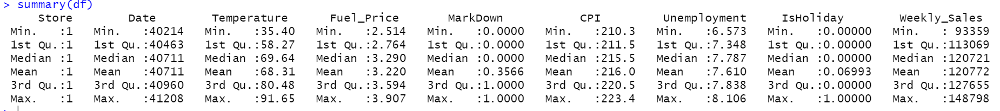 > summary(df)
Store Date Temperature Fuel_Price MarkDown CPI Unemployment IsHoliday Weekly_Sales
Min.   :1 Min.   :40214 Min.   :35.40 Min.   :2.514 Min.   :0.0000 Min.   :210.3 Min.   :6.573 Min.   :0.00000 Min.   : 93359
1st Qu.:1 1st Qu.:40463 1st Qu.:58.27 1st Qu.:2.764 1st Qu.:0.0000 1st Qu.:211.5 1st Qu.:7.348 1st Qu.:0.00000 1st Qu.:113069
Median :1 Median :40711 Median :69.64 Median :3.290 Median :0.0000 Median :215.5 Median :7.787 Median :0.00000 Median :120721
Mean   :1 Mean   :40711 Mean   :68.31 Mean   :3.220 Mean   :0.3566 Mean   :216.0 Mean   :7.610 Mean   :0.06993 Mean   :120772
3rd Qu.:1 3rd Qu.:40960 3rd Qu.:80.48 3rd Qu.:3.594 3rd Qu.:1.0000 3rd Qu.:220.5 3rd Qu.:7.838 3rd Qu.:0.00000 3rd Qu.:127655
Max.   :1 Max.   :41208 Max.   :91.65 Max.   :3.907 Max.   :1.0000 Max.   :223.4 Max.   :8.106 Max.   :1.00000 Max.   :148798